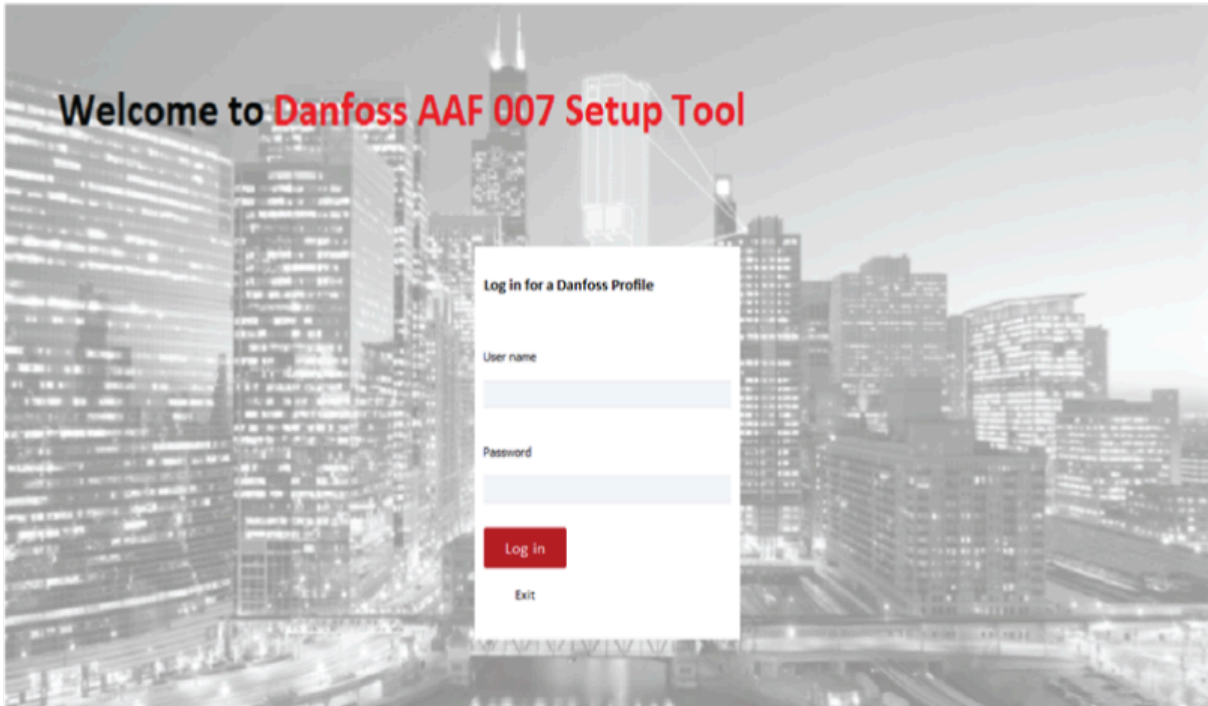 Welcome to Danfoss AAF 007 Setup Tool
Log in for a Danfoss Profile
User name
Password
Log in
Exit